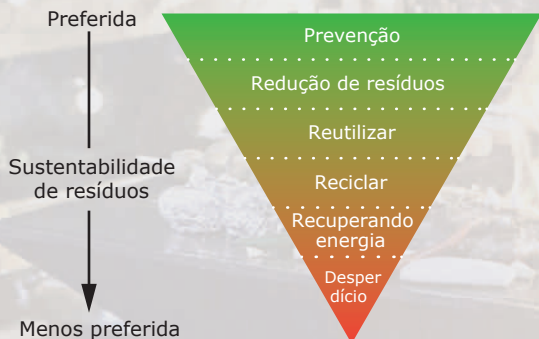 Preferida
Sustentabilidade
de resíduos
Menos preferida
Prevenção
Redução de resíduos
Reutilizar
Reciclar
Recuperando
energia
Desper
dício